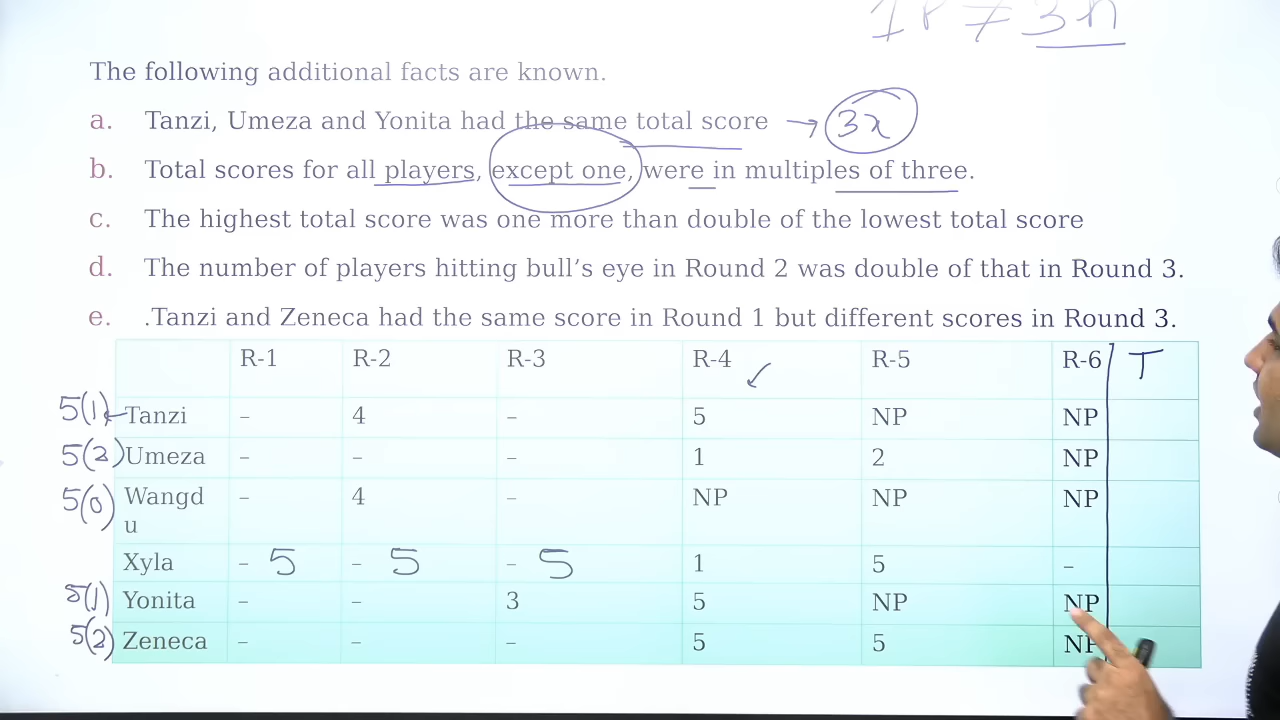 1P ≠ 3n
The following additional facts are known.
a. Tanzi, Umeza and Yonita had the same total score → 3x
b. Total scores for all players, except one, were in multiples of three.
c. The highest total score was one more than double of the lowest total score
d. The number of players hitting bull’s eye in Round 2 was double of that in Round 3.
e. .Tanzi and Zeneca had the same score in Round 1 but different scores in Round 3.
R-1 R-2 R-3 R-4 R-5 R-6 T
5(1) Tanzi – 4 – 5 NP NP
5(2) Umeza – – – 1 2 NP
5(0) Wangd – 4 – NP NP NP
u
Xyla – 5 – 5 – 5 1 5 –
5(1) Yonita – – 3 5 NP NP
5(2) Zeneca – – – 5 5 NP